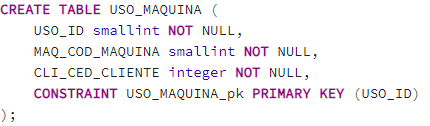 CREATE TABLE USO_MAQUINA (
    USO_ID smallint NOT NULL,
    MAQ_COD_MAQUINA smallint NOT NULL,
    CLI_CED_CLIENTE integer NOT NULL,
    CONSTRAINT USO_MAQUINA_pk PRIMARY KEY (USO_ID)
);